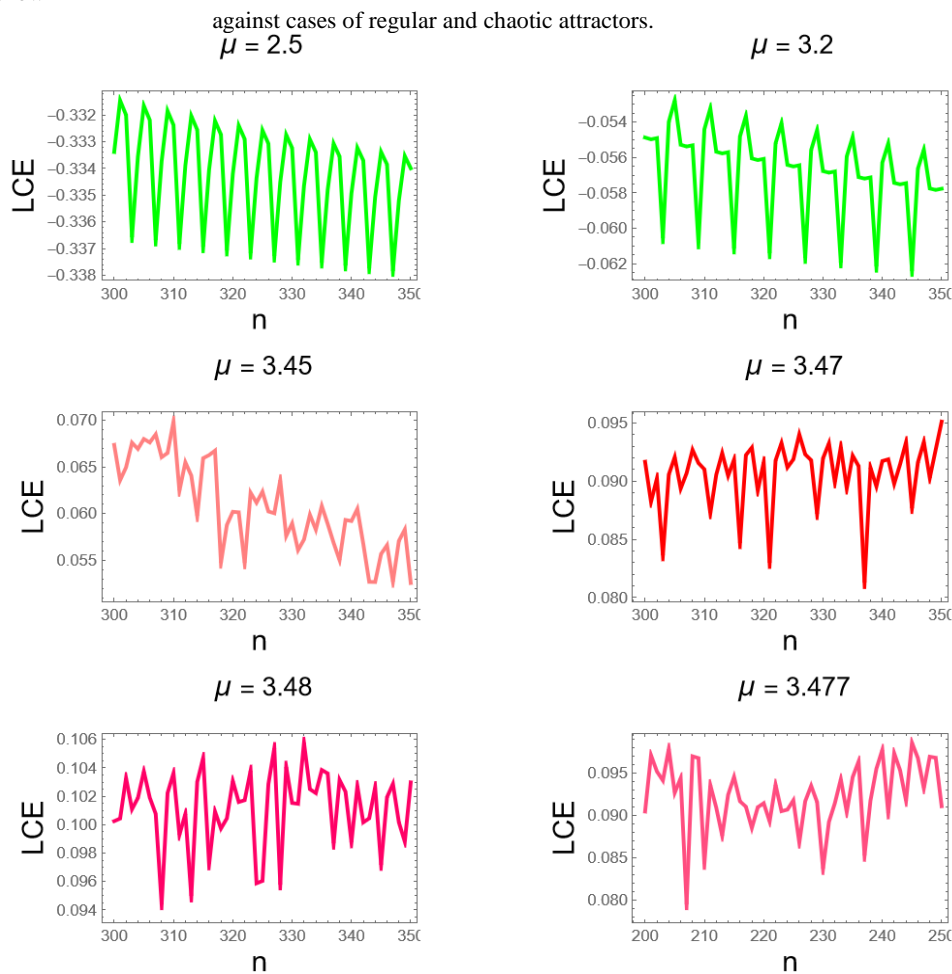 against cases of regular and chaotic attractors.
μ = 2.5
μ = 3.2
LCE
−0.332
−0.333
−0.334
−0.335
−0.336
−0.337
−0.338
300 310 320 330 340 350
n
LCE
−0.054
−0.056
−0.058
−0.060
−0.062
300 310 320 330 340 350
n
μ = 3.45
μ = 3.47
LCE
0.070
0.065
0.060
0.055
300 310 320 330 340 350
n
LCE
0.095
0.090
0.085
0.080
300 310 320 330 340 350
n
μ = 3.48
μ = 3.477
LCE
0.106
0.104
0.102
0.100
0.098
0.096
0.094
300 310 320 330 340 350
n
LCE
0.095
0.090
0.085
0.080
200 210 220 230 240 250
n